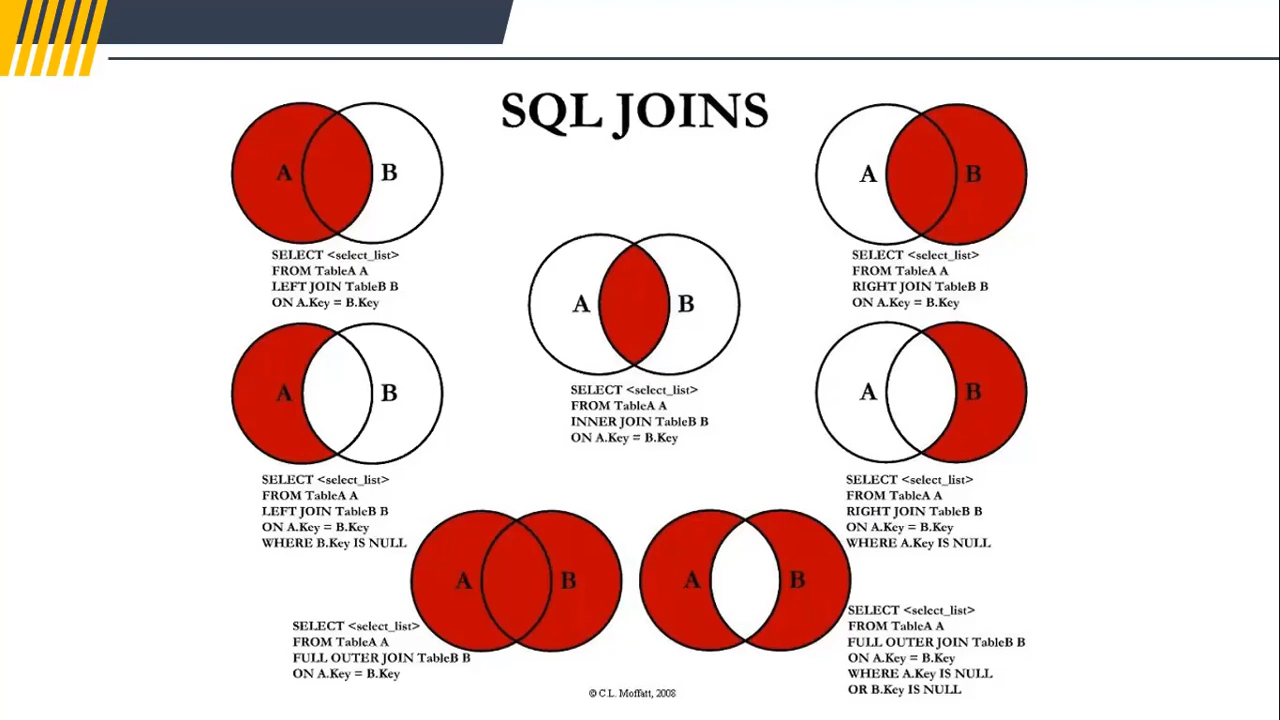 SQL JOINS
A
B
SELECT <select_list>
FROM TableA A
LEFT JOIN TableB B
ON A.Key = B.Key
A
B
SELECT <select_list>
FROM TableA A
RIGHT JOIN TableB B
ON A.Key = B.Key
A
B
SELECT <select_list>
FROM TableA A
INNER JOIN TableB B
ON A.Key = B.Key
A
B
SELECT <select_list>
FROM TableA A
LEFT JOIN TableB B
ON A.Key = B.Key
WHERE B.Key IS NULL
A
B
SELECT <select_list>
FROM TableA A
RIGHT JOIN TableB B
ON A.Key = B.Key
WHERE A.Key IS NULL
A
B
SELECT <select_list>
FROM TableA A
FULL OUTER JOIN TableB B
ON A.Key = B.Key
A
B
SELECT <select_list>
FROM TableA A
FULL OUTER JOIN TableB B
ON A.Key = B.Key
WHERE A.Key IS NULL
OR B.Key IS NULL
© C.L. Moffatt, 2008